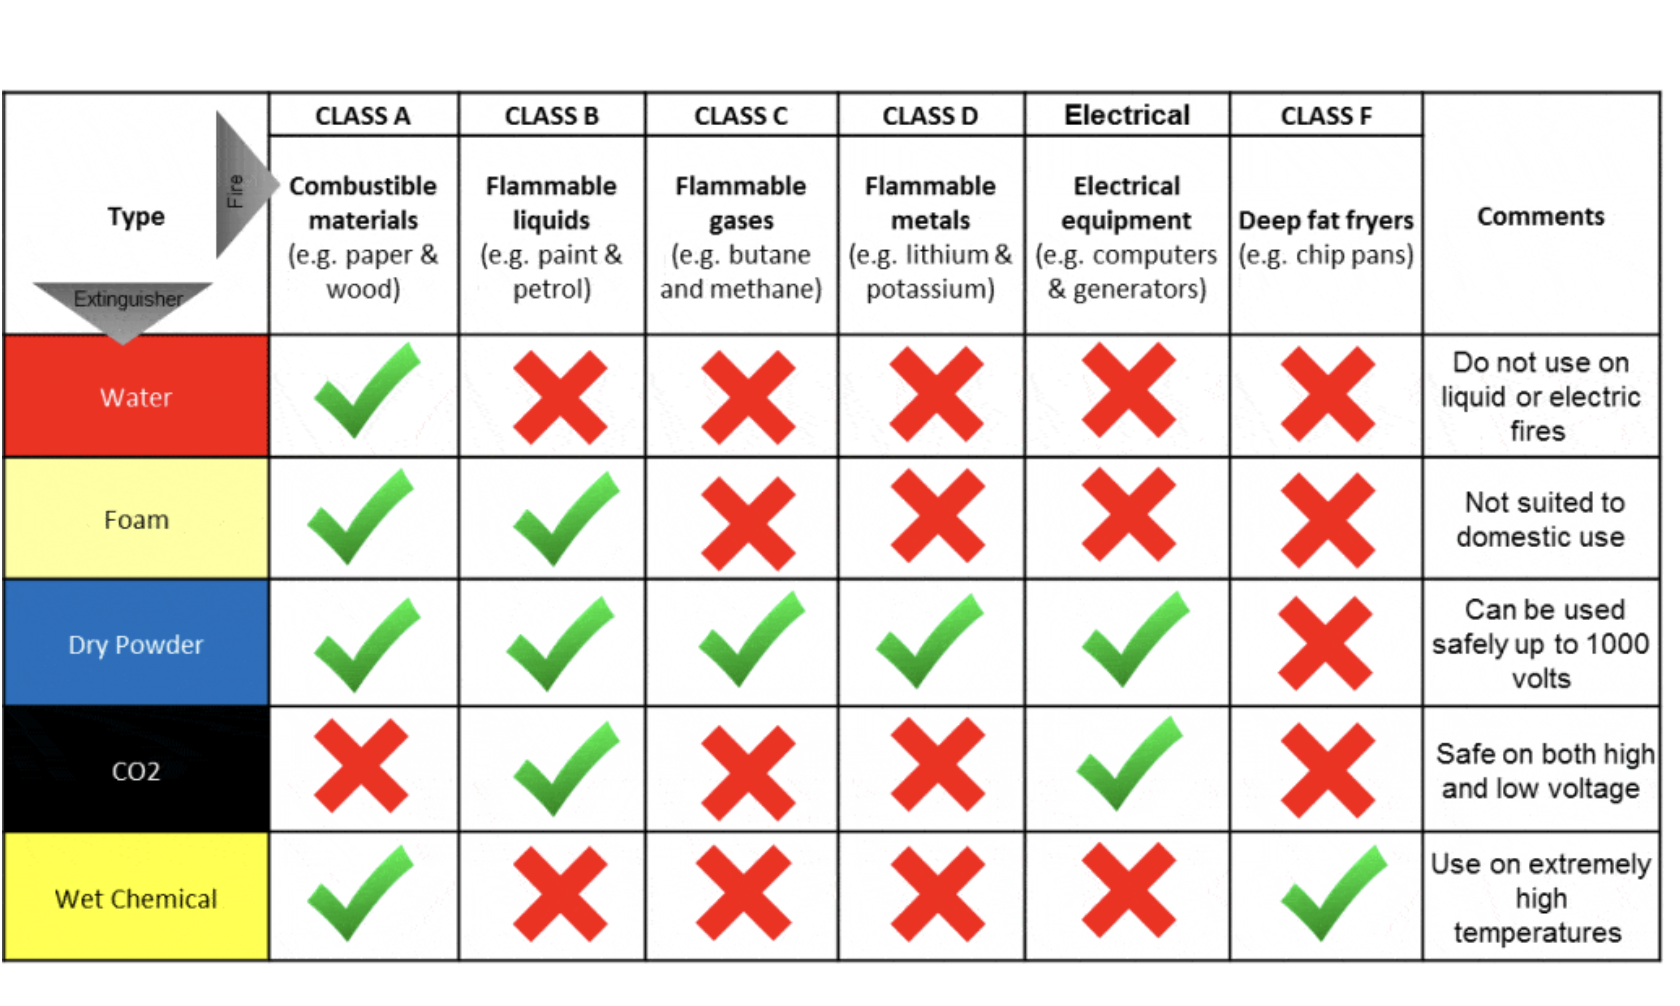 CLASS A
CLASS B
CLASS C
CLASS D
Electrical
CLASS F
Type
Fire
Extinguisher
Combustible
materials
(e.g. paper &
wood)
Flammable
liquids
(e.g. paint &
petrol)
Flammable
gases
(e.g. butane
and methane)
Flammable
metals
(e.g. lithium &
potassium)
Electrical
equipment
(e.g. computers
& generators)
Deep fat fryers
(e.g. chip pans)
Comments
Water
Do not use on
liquid or electric
fires
Foam
Not suited to
domestic use
Dry Powder
Can be used
safely up to 1000
volts
CO2
Safe on both high
and low voltage
Wet Chemical
Use on extremely
high
temperatures